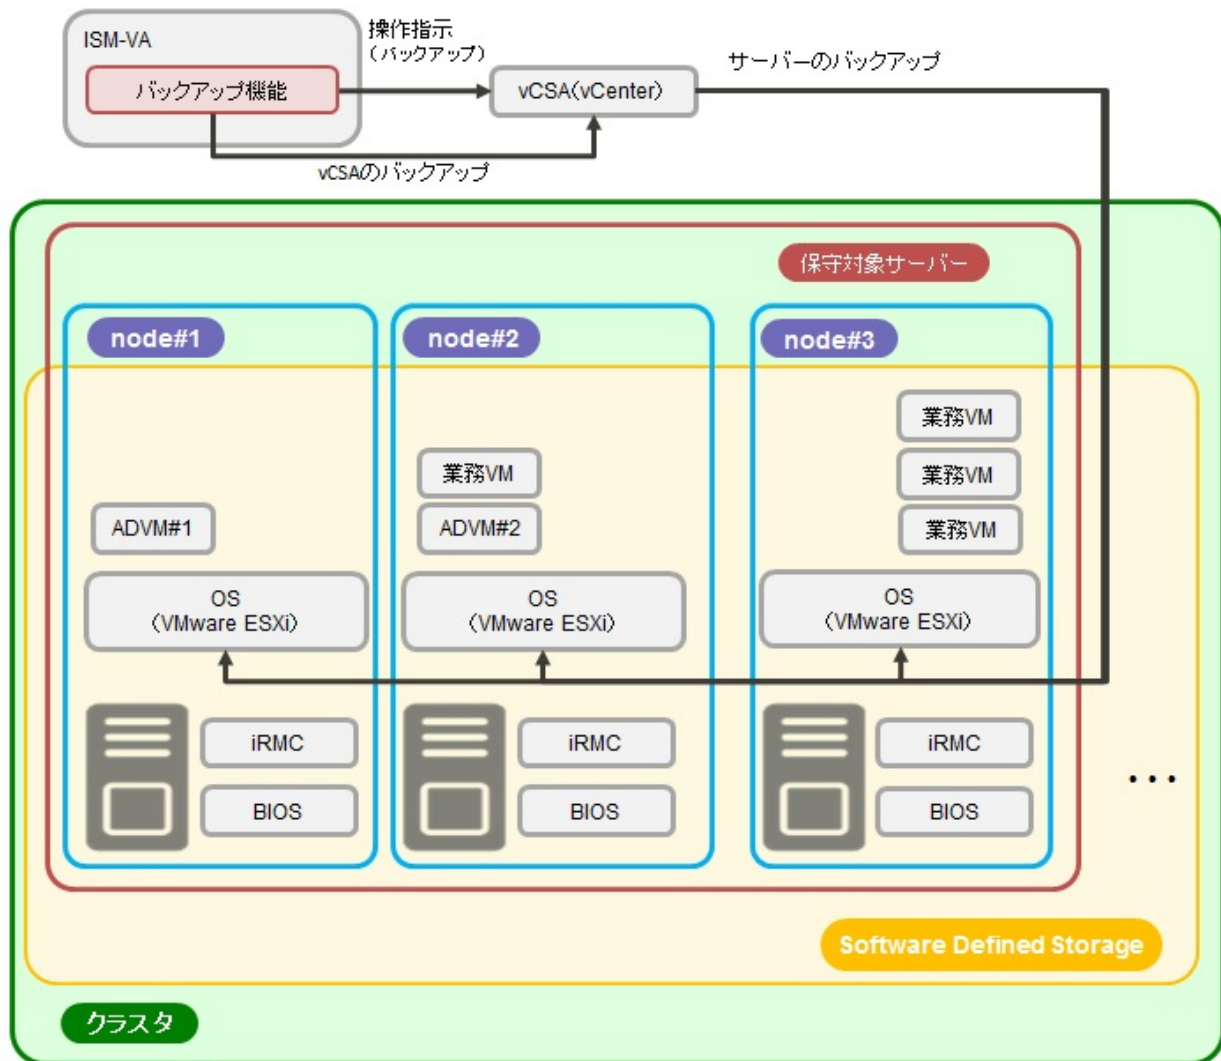 ISM-VA
バックアップ機能
操作指示
（バックアップ）
vCSA（vCenter）
サーバーのバックアップ
vCSAのバックアップ
保守対象サーバー
node#1
node#2
node#3
業務VM
業務VM
業務VM
業務VM
ADVM#1
ADVM#2
OS
（VMware ESXi）
OS
（VMware ESXi）
OS
（VMware ESXi）
iRMC
iRMC
iRMC
BIOS
BIOS
BIOS
・・・
Software Defined Storage
クラスタ